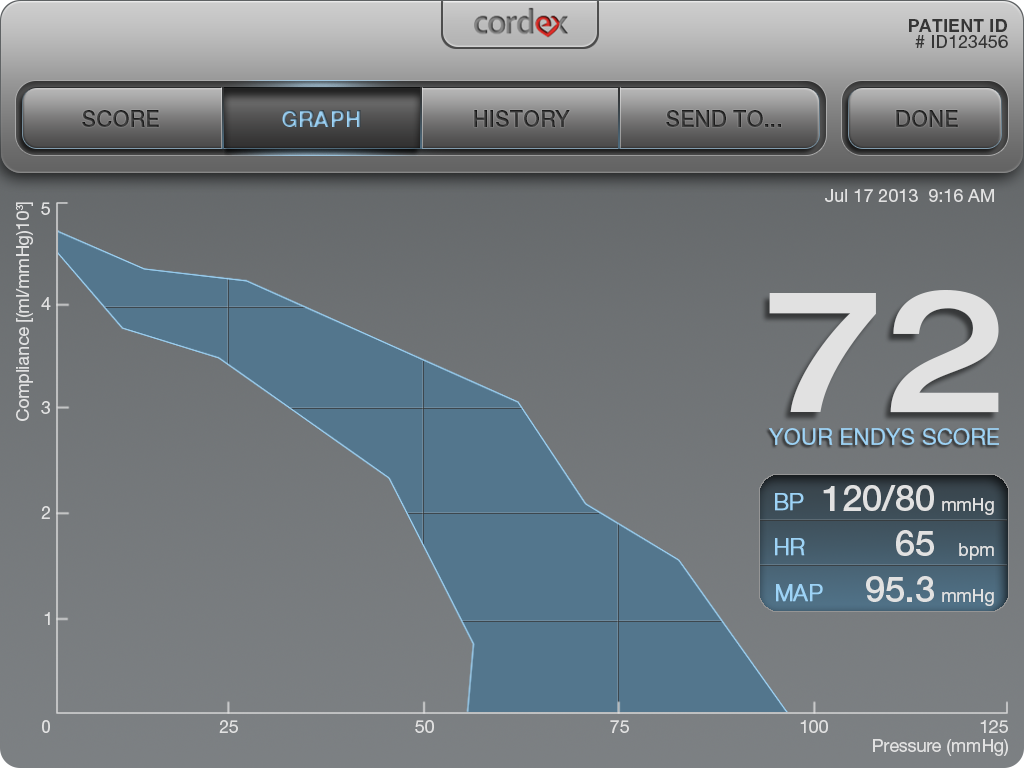 cordex
PATIENT ID
# ID123456
SCORE
GRAPH
HISTORY
SEND TO...
DONE
Jul 17 2013 9:16 AM
Compliance [(ml/mmHg)10³]
5
4
3
2
1
0
25
50
75
100
125
Pressure (mmHg)
72
YOUR ENDYS SCORE
BP 120/80 mmHg
HR 65 bpm
MAP 95.3 mmHg